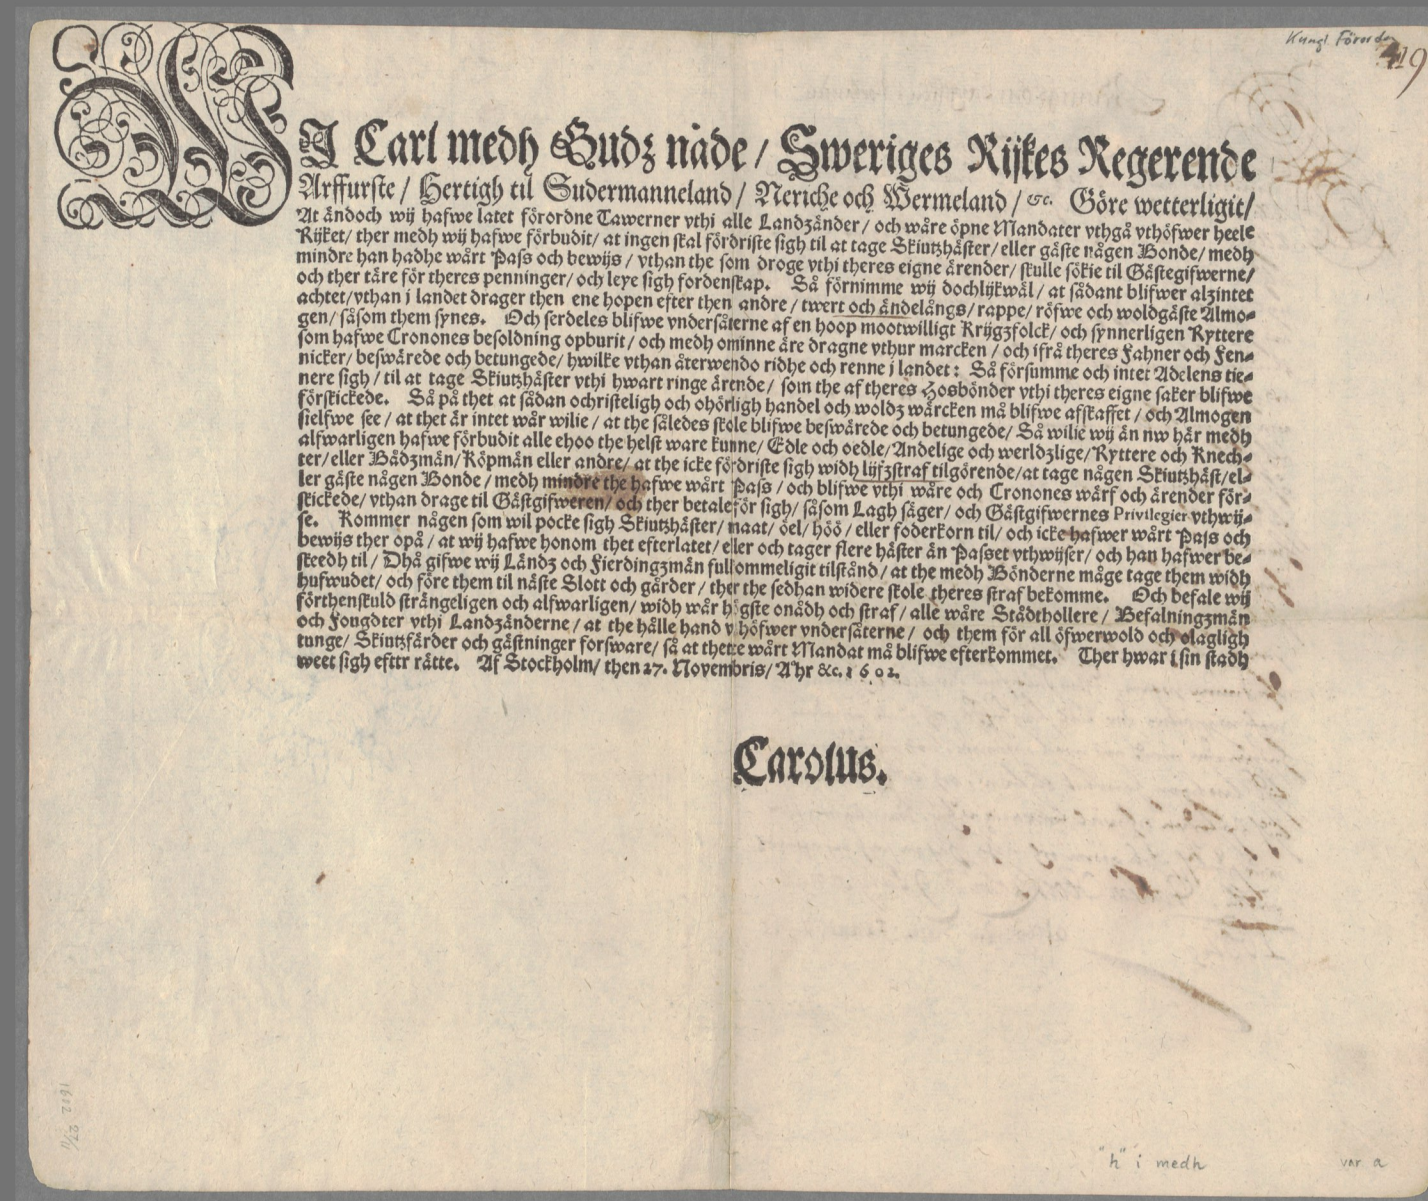 Kungl Förordn
419
WJ Carl medh Gudz nåde / Sweriges Rijkes Regerende
Arffurste / Hertigh til Sudermanneland / Neriche och Wermeland / &c. Göre wetterligit /
At ändoch wij hafwe latet förordne Tawerner vthi alle Landzänder / och wåre öpne Mandater vthgå vthöfwer heele
Rijket / ther medh wij hafwe förbudit / at ingen skal fördriste sigh til at tage Skiutzhäster / eller gäste någen Bonde / medh
mindre han hadhe wårt Pass och bewijs / vthan the som droge vthi theres eigne ärender / skulle sökie til Gästegifwerne /
och ther täre för theres penninger / och leye sigh fordenskap. Så förnimme wij dochlijkwäl / at sådant blifwer alzintet
achtet / vthan j landet drager then ene hopen efter then andre / twert och ändelångs / rappe / röfwe och woldgäste Almo-
gen / såsom them synes. Och serdeles blifwe vndersåterne af en hoop mootwilligt Krijgzfolck / och synnerligen Ryttere
som hafwe Cronones besoldning opburit / och medh ominne äre dragne vthur marcken / och ifrå theres Fahner och Fen-
nicker / beswärede och betungede / hwilke vthan återwendo ridhe och renne j landet: Så försumme och intet Adelens tie-
nere sigh / til at tage Skiutzhäster vthi hwart ringe ärende / som the af theres Hosbönder vthi theres eigne saker blifwe
förskickede. Så på thet at sådan ochristeligh och ohörligh handel och woldz wärcken må blifwe afskaffet / och Almogen
sielfwe see / at thet är intet wår wilie / at the således skole blifwe beswärede och betungede / Så wilie wij än nw här medh
alfwarligen hafwe förbudit alle ehoo the helst ware kunne / Edle och oedle / Andelige och werldzlige / Ryttere och Knech-
ter / eller Bådzmän / Köpmän eller andre / at the icke fördriste sigh widh lijfzstraf tilgörende / at tage någen Skiutzhäst / el-
ler gäste någen Bonde / medh mindre the hafwe wårt Pass / och blifwe vthi wåre och Cronones wärf och ärender för-
skickede / vthan drage til Gästgifweren / och ther betale för sigh / såsom Lagh säger / och Gästgifwernes Privilegier vthwij-
se. Kommer någen som wil pocke sigh Skiutzhäster / maat / öel / höö / eller foderkorn til / och icke hafwer wårt Pass och
bewijs ther opå / at wij hafwe honom thet efterlatet / eller och tager flere häster än Passet vthwijser / och han hafwer be-
skeedh til / Dhå gifwe wij Ländz och Fierdingzmän fulkommeligit tilstånd / at the medh Bönderne måge tage them widh
hufwudet / och före them til näste Slott och gårder / ther the sedhan widere skole theres straf bekomme. Och befale wij
förthenskuld strängeligen och alfwarligen / widh wår högste onådh och straf / alle wåre Städthollere / Befalningzmän
och Fougdter vthi Landzänderne / at the hålle hand vthöfwer vndersåterne / och them för all öfwerwold och olagligh
tunge / Skiutzfärder och gästninger forsware / så at thette wårt Mandat må blifwe efterkommet. Ther hwar i sin stadh
weet sigh efttr rätte. Af Stockholm / then 27. Novembris / Åhr &c. 1602.
Carolus.
"h" i medh
var a